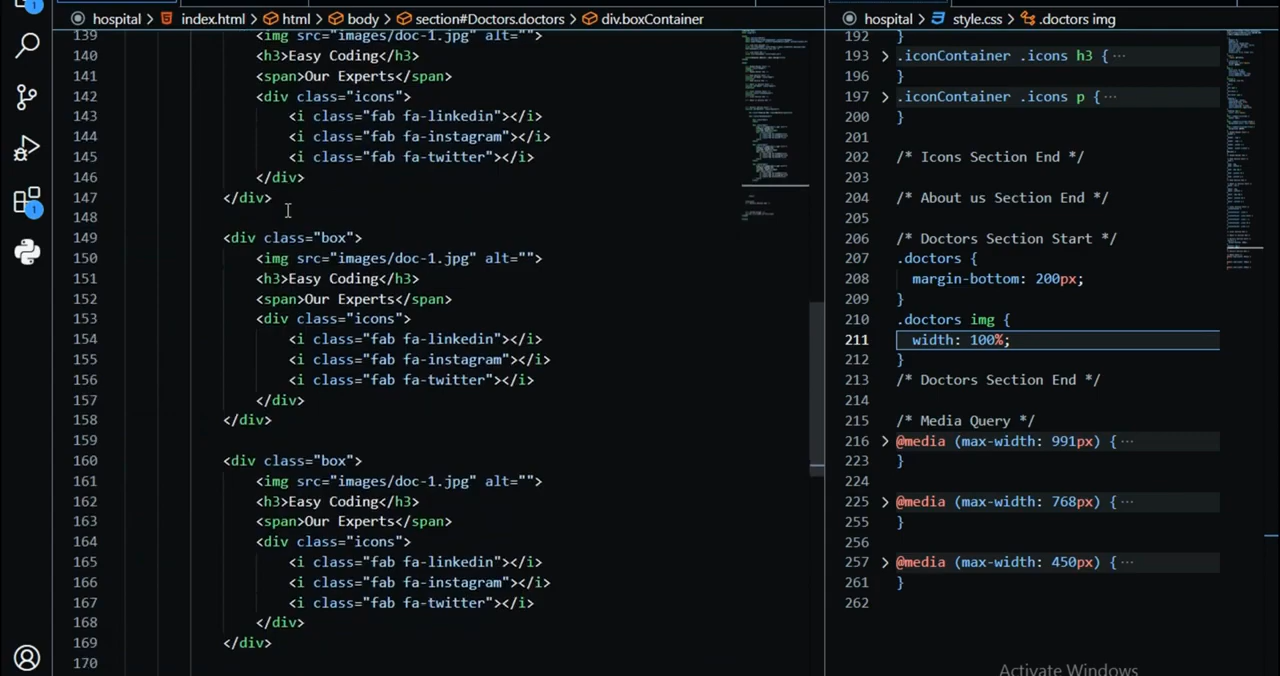 1
hospital > index.html > html > body > section#Doctors.doctors > div.boxContainer
139 <img src="images/doc-1.jpg" alt="">
140 <h3>Easy Coding</h3>
141 <span>Our Experts</span>
142 <div class="icons">
143 <i class="fab fa-linkedin"></i>
144 <i class="fab fa-instagram"></i>
145 <i class="fab fa-twitter"></i>
146 </div>
147 </div>
148
149 <div class="box">
150 <img src="images/doc-1.jpg" alt="">
151 <h3>Easy Coding</h3>
152 <span>Our Experts</span>
153 <div class="icons">
154 <i class="fab fa-linkedin"></i>
155 <i class="fab fa-instagram"></i>
156 <i class="fab fa-twitter"></i>
157 </div>
158 </div>
159
160 <div class="box">
161 <img src="images/doc-1.jpg" alt="">
162 <h3>Easy Coding</h3>
163 <span>Our Experts</span>
164 <div class="icons">
165 <i class="fab fa-linkedin"></i>
166 <i class="fab fa-instagram"></i>
167 <i class="fab fa-twitter"></i>
168 </div>
169 </div>
170
1
hospital > style.css > .doctors img
192 }
193 .iconContainer .icons h3 { ...
196 }
197 .iconContainer .icons p { ...
200 }
201
202 /* Icons Section End */
203
204 /* About us Section End */
205
206 /* Doctors Section Start */
207 .doctors {
208 margin-bottom: 200px;
209 }
210 .doctors img {
211 width: 100%;
212 }
213 /* Doctors Section End */
214
215 /* Media Query */
216 @media (max-width: 991px) { ...
223 }
224
225 @media (max-width: 768px) { ...
255 }
256
257 @media (max-width: 450px) { ...
261 }
262
Activate Windows